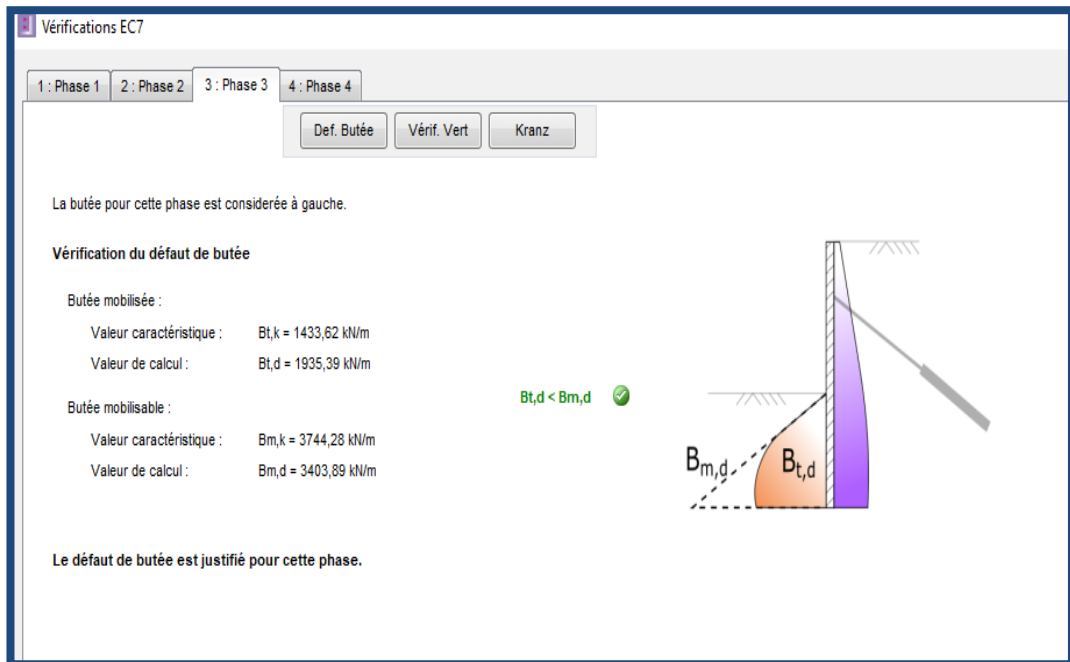 Vérifications EC7
1 : Phase 1 2 : Phase 2 3 : Phase 3 4 : Phase 4
Def. Butée Vérif. Vert Kranz
La butée pour cette phase est considerée à gauche.
Vérification du défaut de butée
Butée mobilisée :
Valeur caractéristique : Bt,k = 1433,62 kN/m
Valeur de calcul : Bt,d = 1935,39 kN/m
Bt,d < Bm,d
Butée mobilisable :
Valeur caractéristique : Bm,k = 3744,28 kN/m
Valeur de calcul : Bm,d = 3403,89 kN/m
Bm,d Bt,d
Le défaut de butée est justifié pour cette phase.